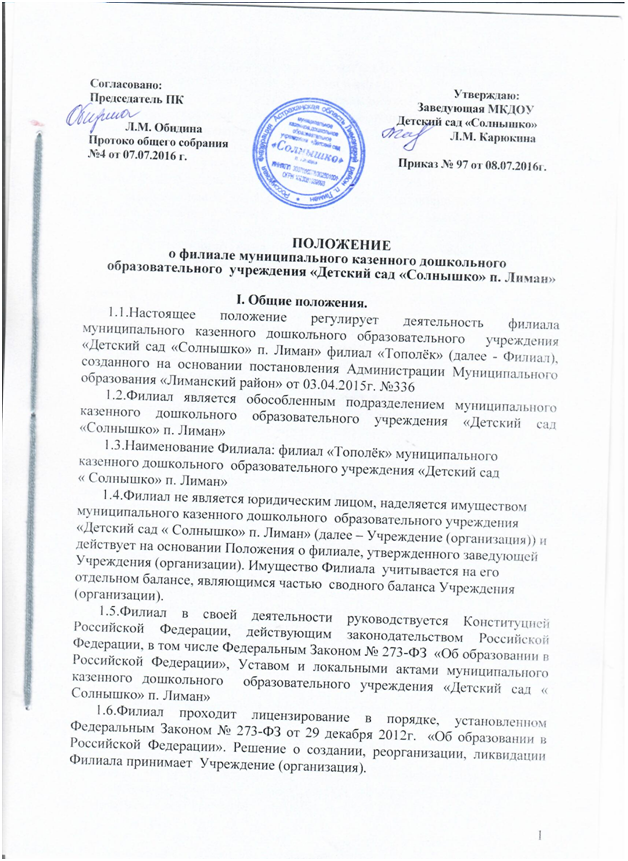 Согласовано:
Председатель ПК
Л.М. Обидина
Протоко общего собрания
№4 от 07.07.2016 г.
Утверждаю:
Заведующая МКДОУ
Детский сад «Солнышко»
Л.М. Карюкина
Приказ № 97 от 08.07.2016г.
«Солнышко»
ПОЛОЖЕНИЕ
о филиале муниципального казенного дошкольного
образовательного учреждения «Детский сад «Солнышко» п. Лиман»
I. Общие положения.
1.1.Настоящее положение регулирует деятельность филиала
муниципального казенного дошкольного образовательного учреждения
«Детский сад «Солнышко» п. Лиман» филиал «Тополёк» (далее - Филиал),
созданного на основании постановления Администрации Муниципального
образования «Лиманский район» от 03.04.2015г. №336
1.2.Филиал является обособленным подразделением муниципального
казенного дошкольного образовательного учреждения «Детский сад
«Солнышко» п. Лиман»
1.3.Наименование Филиала: филиал «Тополёк» муниципального
казенного дошкольного образовательного учреждения «Детский сад
« Солнышко» п. Лиман»
1.4.Филиал не является юридическим лицом, наделяется имуществом
муниципального казенного дошкольного образовательного учреждения
«Детский сад « Солнышко» п. Лиман» (далее – Учреждение (организация)) и
действует на основании Положения о филиале, утвержденного заведующей
Учреждения (организации). Имущество Филиала учитывается на его
отдельном балансе, являющимся частью сводного баланса Учреждения
(организации).
1.5.Филиал в своей деятельности руководствуется Конституцией
Российской Федерации, действующим законодательством Российской
Федерации, в том числе Федеральным Законом № 273-ФЗ «Об образовании в
Российской Федерации», Уставом и локальными актами муниципального
казенного дошкольного образовательного учреждения «Детский сад «
Солнышко» п. Лиман»
1.6.Филиал проходит лицензирование в порядке, установленном
Федеральным Законом № 273-ФЗ от 29 декабря 2012г. «Об образовании в
Российской Федерации». Решение о создании, реорганизации, ликвидации
Филиала принимает Учреждение (организация).
1